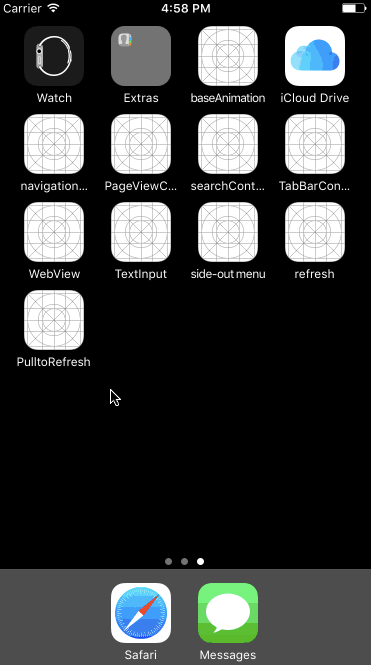 Carrier 4:58 PM
Watch Extras baseAnimation iCloud Drive
navigation... PageViewC... searchCont... TabBarCon...
WebView TextInput side-out menu refresh
PulltoRefresh
Safari Messages